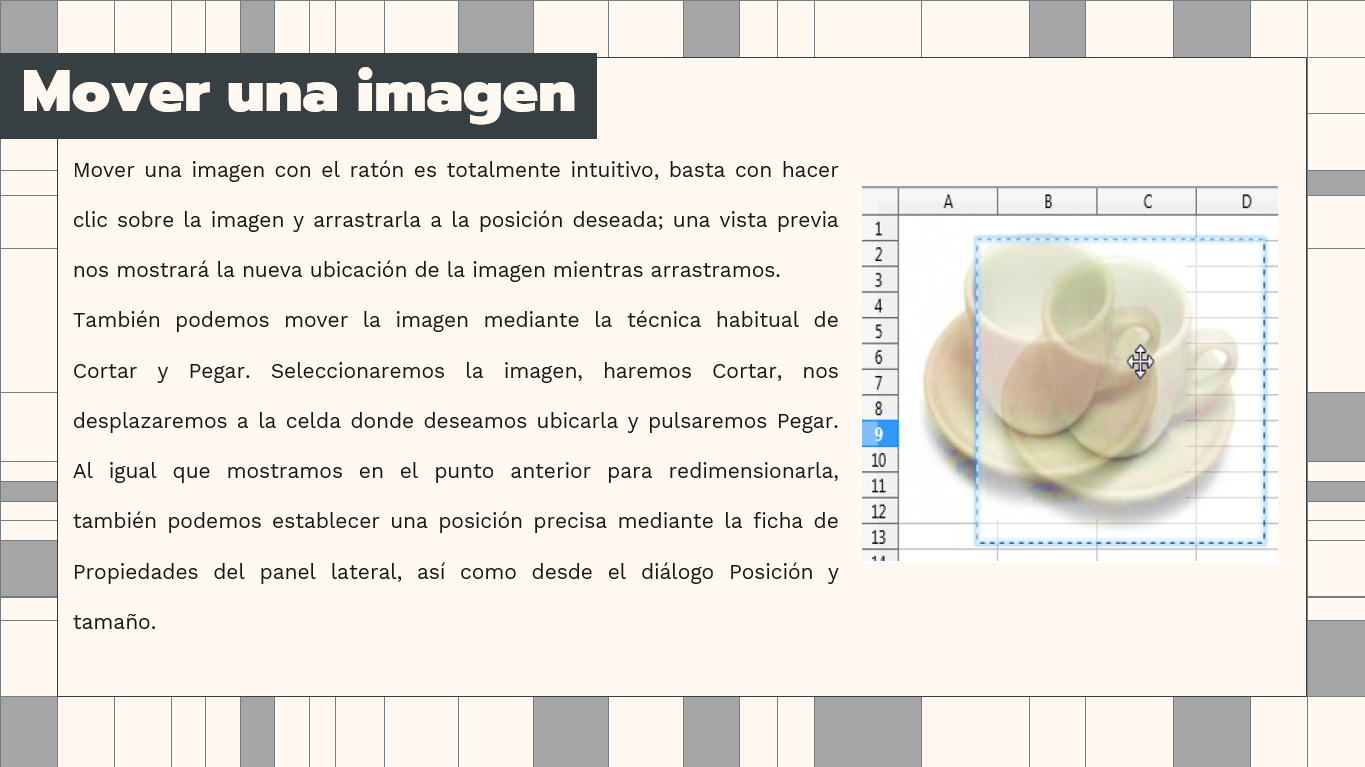 Mover una imagen
Mover una imagen con el ratón es totalmente intuitivo, basta con hacer
clic sobre la imagen y arrastrarla a la posición deseada; una vista previa
nos mostrará la nueva ubicación de la imagen mientras arrastramos.
También podemos mover la imagen mediante la técnica habitual de
Cortar y Pegar. Seleccionaremos la imagen, haremos Cortar, nos
desplazaremos a la celda donde deseamos ubicarla y pulsaremos Pegar.
Al igual que mostramos en el punto anterior para redimensionarla,
también podemos establecer una posición precisa mediante la ficha de
Propiedades del panel lateral, así como desde el diálogo Posición y
tamaño.
A B C D
1
2
3
4
5
6
7
8
9
10
11
12
13
14